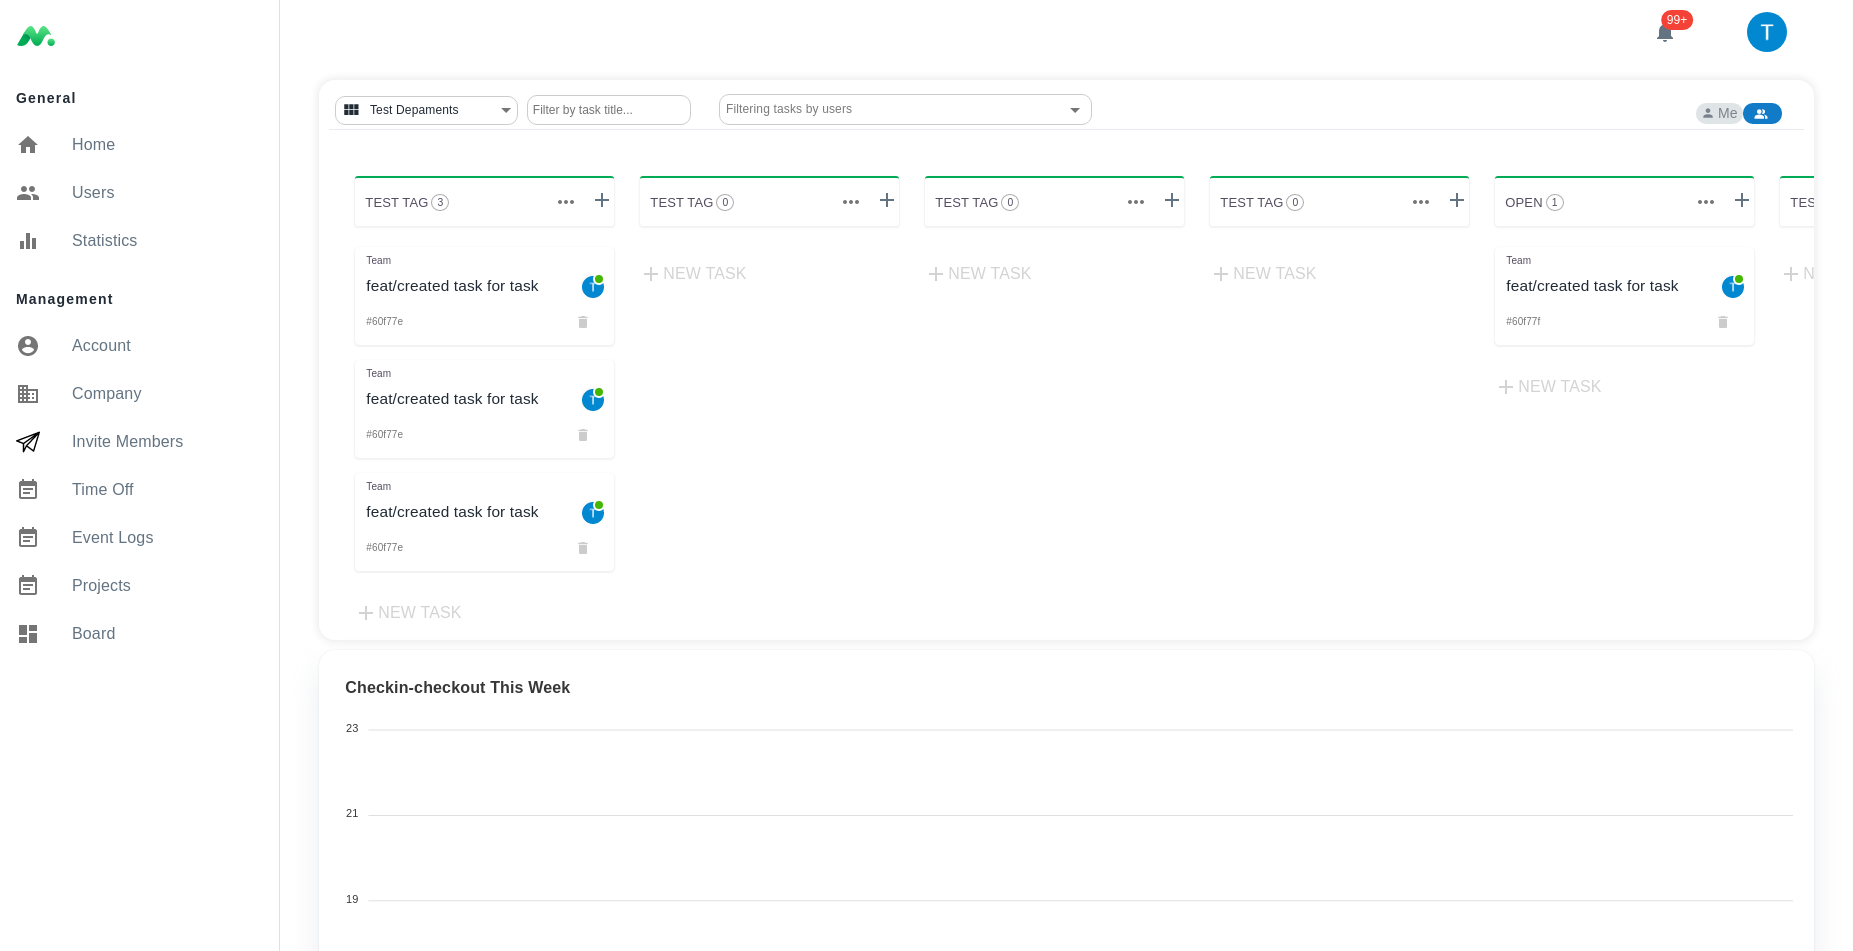 99+
T
General
Home
Users
Statistics
Management
Account
Company
Invite Members
Time Off
Event Logs
Projects
Board
Test Depaments
Filter by task title...
Filtering tasks by users
Me
TEST TAG 3
TEST TAG 0
TEST TAG 0
TEST TAG 0
OPEN 1
TES
Team
feat/created task for task
T
#60f77e
Team
feat/created task for task
T
#60f77e
Team
feat/created task for task
T
#60f77e
NEW TASK
NEW TASK
NEW TASK
NEW TASK
Team
feat/created task for task
T
#60f77f
NEW TASK
N
Checkin-checkout This Week
23
21
19